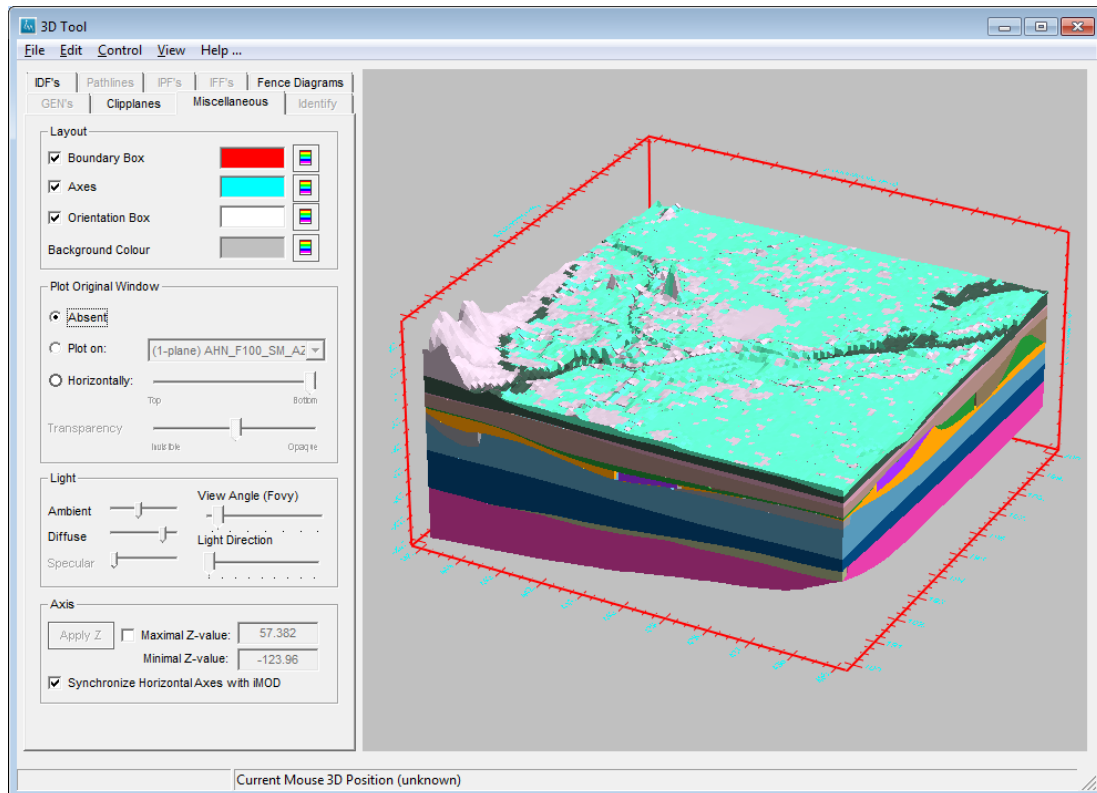 3D Tool
File Edit Control View Help ...
IDF's Pathlines IPF's IFF's Fence Diagrams
GEN's Clipplanes Miscellaneous Identify
Layout
Boundary Box
Axes
Orientation Box
Background Colour
Plot Original Window
Absent
Plot on: (1-plane) AHN_F100_SM_AZ
Horizontally:
Top Bottom
Transparency
Invisible Opaque
Light
View Angle (Fovy)
Ambient
Diffuse
Light Direction
Specular
Axis
Apply Z Maximal Z-value: 57.382
Minimal Z-value: -123.96
Synchronize Horizontal Axes with iMOD
Current Mouse 3D Position (unknown)